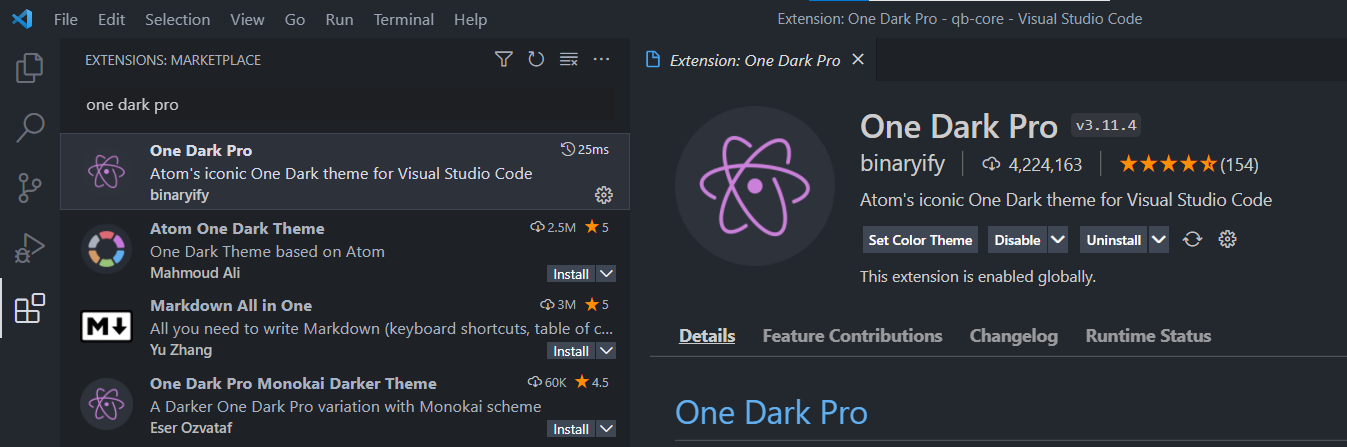 File Edit Selection View Go Run Terminal Help
Extension: One Dark Pro - qb-core - Visual Studio Code
EXTENSIONS: MARKETPLACE
one dark pro
One Dark Pro 25ms
Atom's iconic One Dark theme for Visual Studio Code
binaryify
Atom One Dark Theme 2.5M 5
One Dark Theme based on Atom
Mahmoud Ali Install
M
Markdown All in One 3M 5
All you need to write Markdown (keyboard shortcuts, table of c...
Yu Zhang Install
One Dark Pro Monokai Darker Theme 60K 4.5
A Darker One Dark Pro variation with Monokai scheme
Eser Ozvataf Install
Extension: One Dark Pro
One Dark Pro v3.11.4
binaryify 4,224,163 (154)
Atom's iconic One Dark theme for Visual Studio Code
Set Color Theme Disable Uninstall
This extension is enabled globally.
Details Feature Contributions Changelog Runtime Status
One Dark Pro